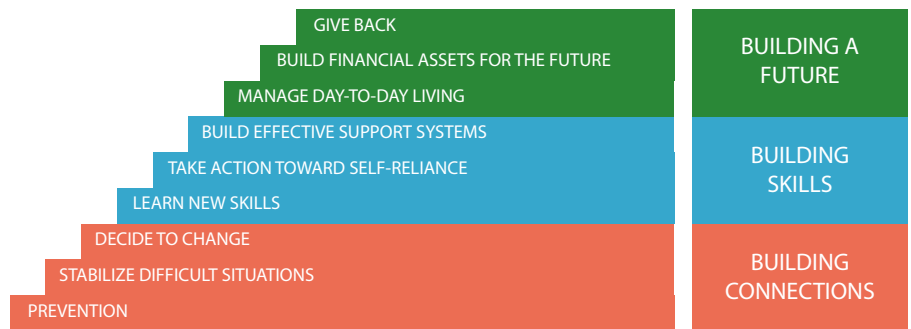 GIVE BACK
BUILD FINANCIAL ASSETS FOR THE FUTURE
MANAGE DAY-TO-DAY LIVING
BUILD EFFECTIVE SUPPORT SYSTEMS
TAKE ACTION TOWARD SELF-RELIANCE
LEARN NEW SKILLS
DECIDE TO CHANGE
STABILIZE DIFFICULT SITUATIONS
PREVENTION
BUILDING A
FUTURE
BUILDING
SKILLS
BUILDING
CONNECTIONS